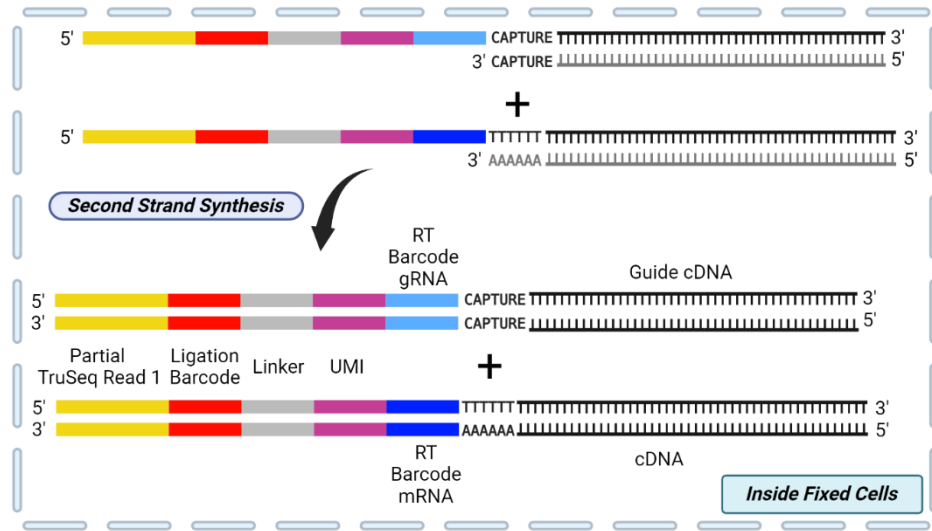 5' CAPTURE 3'
3' CAPTURE 5'
+
5' TTTTTT 3'
3' AAAAAA 5'
Second Strand Synthesis
RT
Barcode
gRNA
Guide cDNA
5' CAPTURE 3'
3' CAPTURE 5'
Partial
TruSeq Read 1
Ligation
Barcode
Linker
UMI
+
5' TTTTTT 3'
3' AAAAAA 5'
RT
Barcode
mRNA
cDNA
Inside Fixed Cells